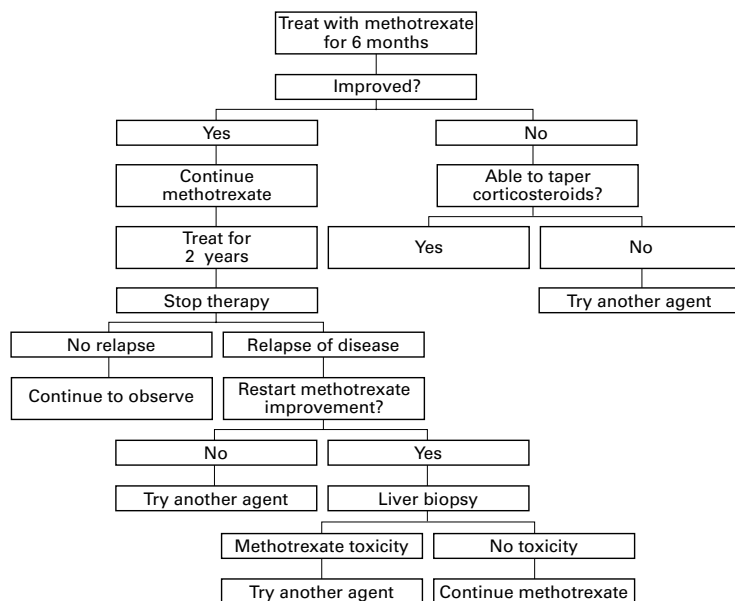 Treat with methotrexate
for 6 months
Improved?
Yes
No
Continue
methotrexate
Able to taper
corticosteroids?
Treat for
2 years
Yes
No
Stop therapy
Try another agent
No relapse
Relapse of disease
Continue to observe
Restart methotrexate
improvement?
No
Yes
Try another agent
Liver biopsy
Methotrexate toxicity
No toxicity
Try another agent
Continue methotrexate